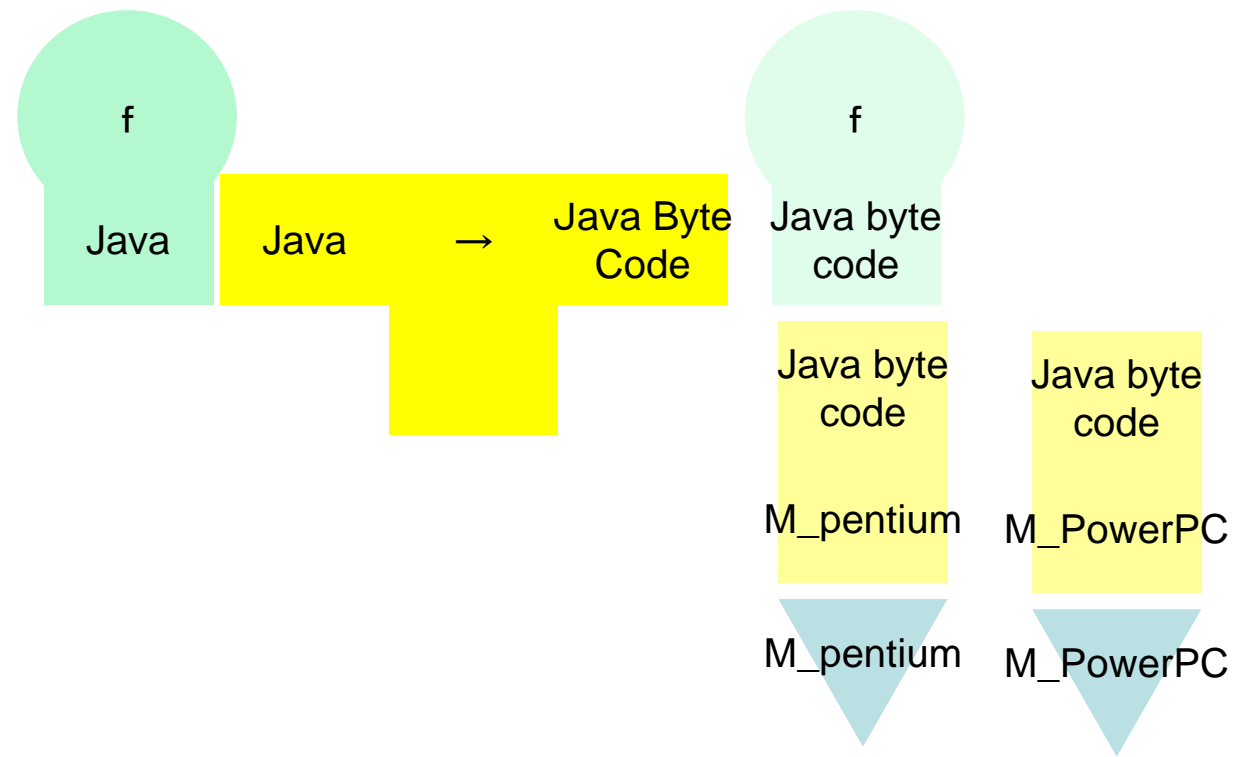 f
f
Java
Java
→
Java Byte
Code
Java byte
code
Java byte
code
Java byte
code
M_pentium
M_PowerPC
M_pentium
M_PowerPC